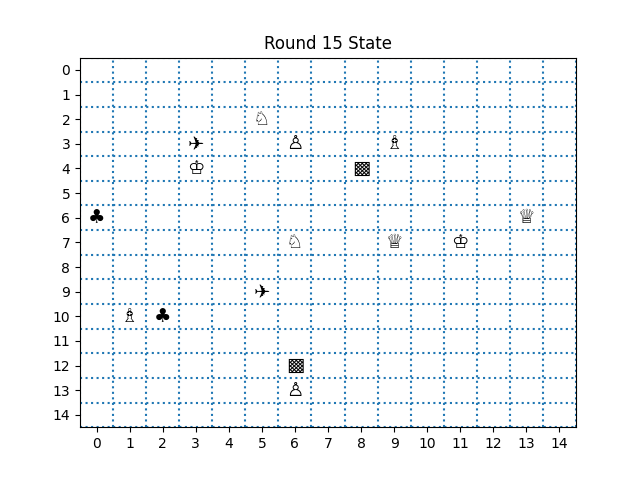 Round 15 State
0
1
2 ♘
3 ✈ ♙ ♗
4 ♔ ▩
5
6 ♣ ♕
7 ♘ ♕ ♔
8
9 ✈
10 ♗ ♣
11
12 ▩
13 ♙
14
0 1 2 3 4 5 6 7 8 9 10 11 12 13 14